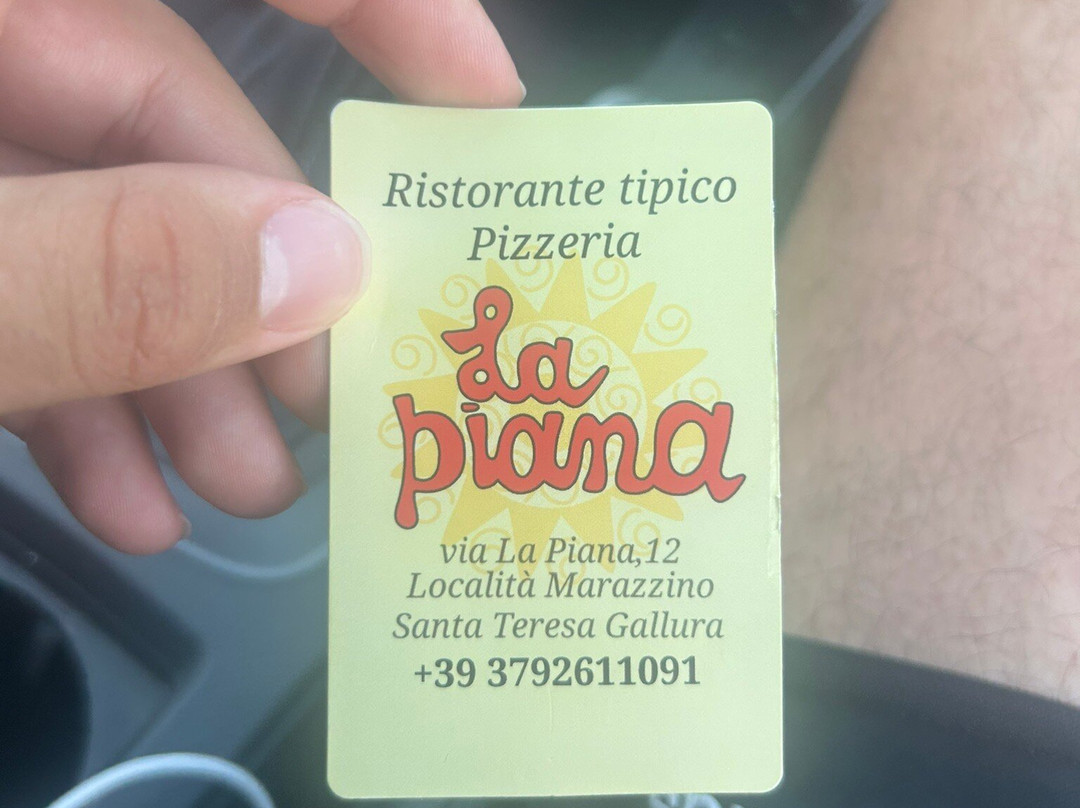 Ristorante tipico
Pizzeria
La
piana
via La Piana,12
Località Marazzino
Santa Teresa Gallura
+39 3792611091